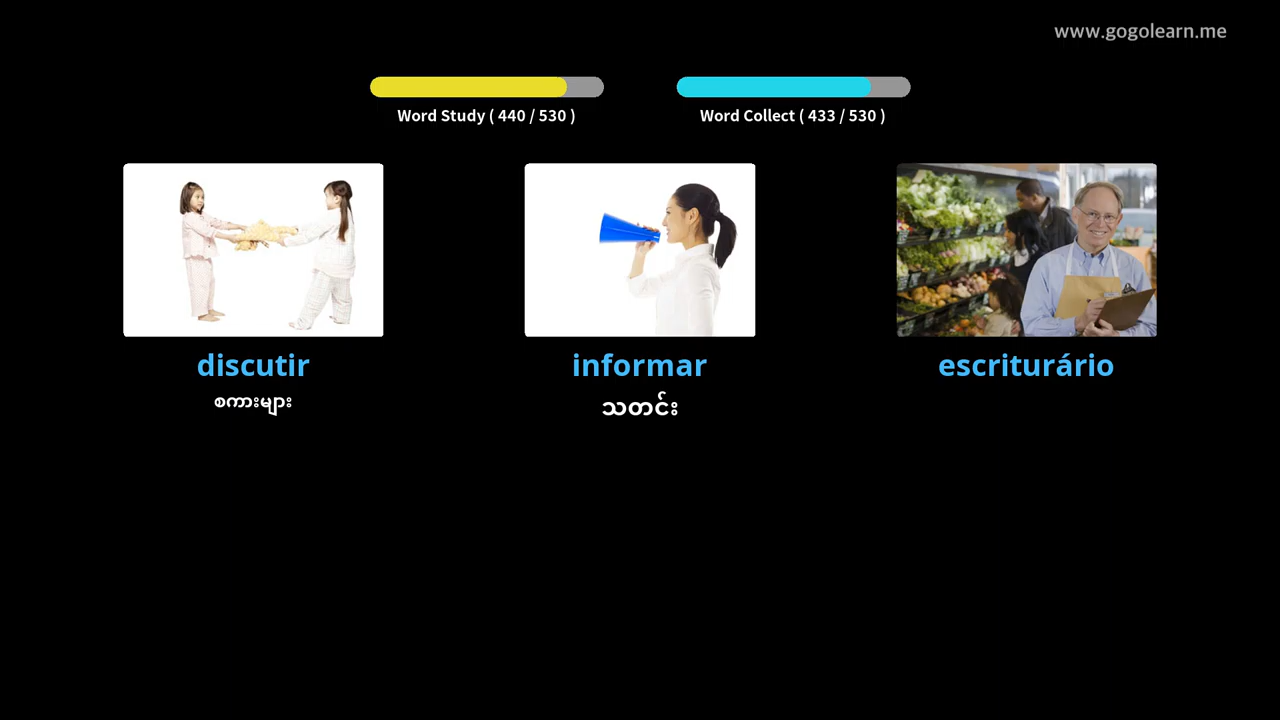 www.gogolearn.me
Word Study ( 440 / 530 )
Word Collect ( 433 / 530 )
discutir
စကားများ
informar
သတင်း
escriturário